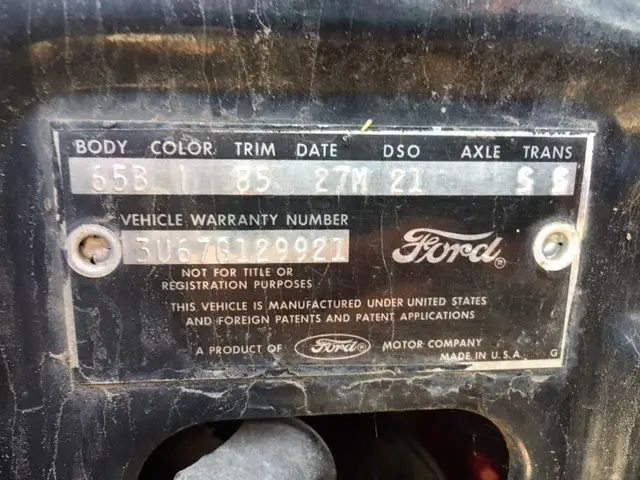 BODY COLOR TRIM DATE DSO AXLE TRANS
65B I 85 27M 21
VEHICLE WARRANTY NUMBER
3U67G129921
Ford®
NOT FOR TITLE OR
REGISTRATION PURPOSES
THIS VEHICLE IS MANUFACTURED UNDER UNITED STATES
AND FOREIGN PATENTS AND PATENT APPLICATIONS
A PRODUCT OF Ford® MOTOR COMPANY
MADE IN U.S.A. G